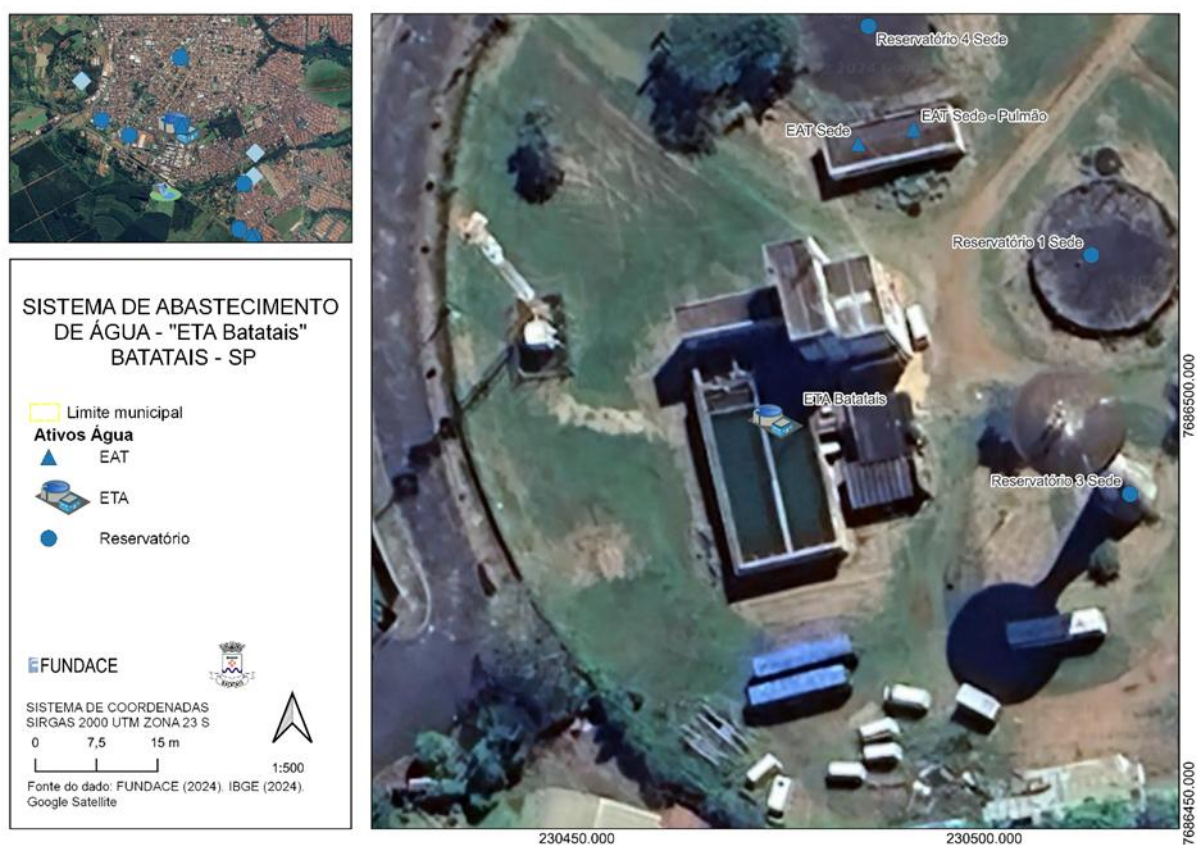 SISTEMA DE ABASTECIMENTO
DE ÁGUA - "ETA Batatais"
BATATAIS - SP
Limite municipal
Ativos Água
EAT
ETA
Reservatório
FUNDACE
SISTEMA DE COORDENADAS
SIRGAS 2000 UTM ZONA 23 S
0 7,5 15 m
1:500
Fonte do dado: FUNDACE (2024). IBGE (2024).
Google Satellite
Reservatório 4 Sede
EAT Sede - Pulmão
EAT Sede
Reservatório 1 Sede
ETA Batatais
Reservatório 3 Sede
7686500.000
7686450.000
230450.000
230500.000